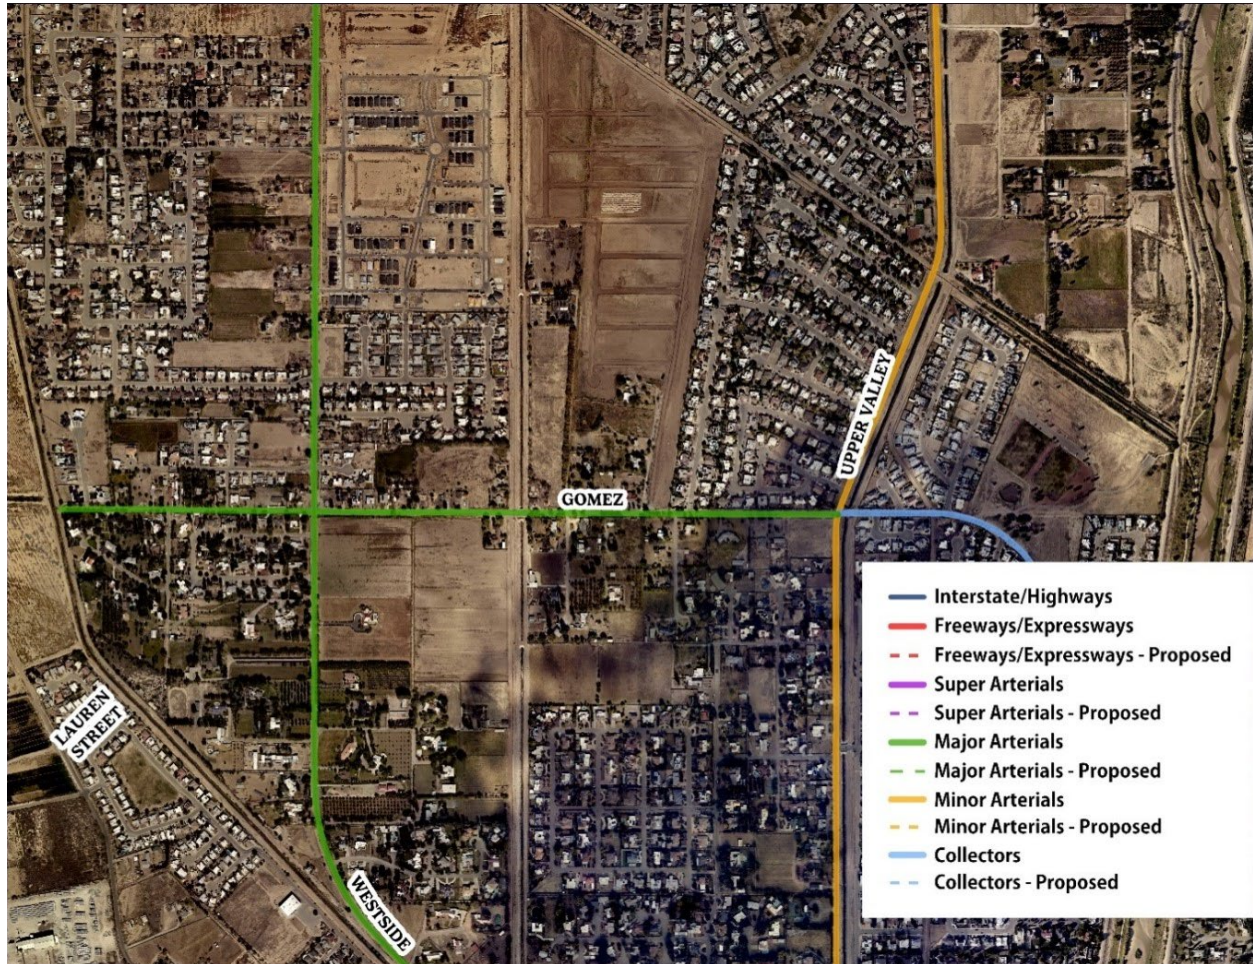 UPPER VALLEY
GOMEZ
LAUREN
STREET
WESTSIDE
Interstate/Highways
Freeways/Expressways
Freeways/Expressways - Proposed
Super Arterials
Super Arterials - Proposed
Major Arterials
Major Arterials - Proposed
Minor Arterials
Minor Arterials - Proposed
Collectors
Collectors - Proposed